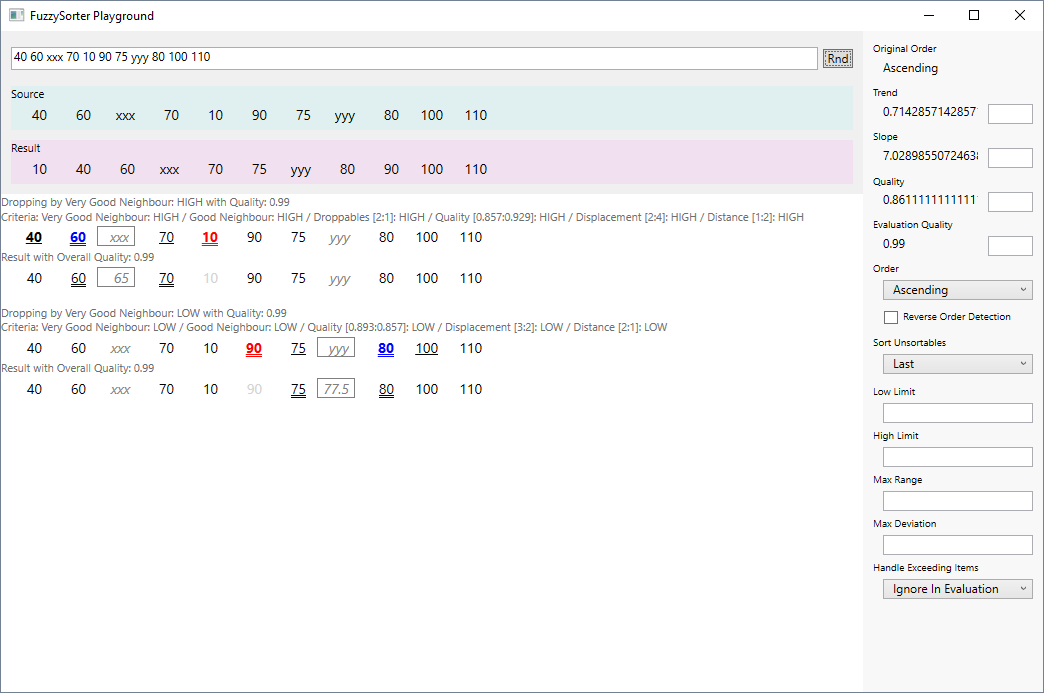 FuzzySorter Playground
40 60 xxx 70 10 90 75 yyy 80 100 110
Rnd
Source
40 60 xxx 70 10 90 75 yyy 80 100 110
Result
10 40 60 xxx 70 75 yyy 80 90 100 110
Dropping by Very Good Neighbour: HIGH with Quality: 0.99
Criteria: Very Good Neighbour: HIGH / Good Neighbour: HIGH / Droppables [2:1]: HIGH / Quality [0.857:0.929]: HIGH / Displacement [2:4]: HIGH / Distance [1:2]: HIGH
40 60 xxx 70 10 90 75 yyy 80 100 110
Result with Overall Quality: 0.99
40 60 65 70 10 90 75 yyy 80 100 110
Dropping by Very Good Neighbour: LOW with Quality: 0.99
Criteria: Very Good Neighbour: LOW / Good Neighbour: LOW / Quality [0.893:0.857]: LOW / Displacement [3:2]: LOW / Distance [2:1]: LOW
40 60 xxx 70 10 90 75 yyy 80 100 110
Result with Overall Quality: 0.99
40 60 xxx 70 10 90 75 77.5 80 100 110
Original Order
Ascending
Trend
0.7142857142857
Slope
7.0289855072463
Quality
0.8611111111111
Evaluation Quality
0.99
Order
Ascending
Reverse Order Detection
Sort Unsortables
Last
Low Limit
High Limit
Max Range
Max Deviation
Handle Exceeding Items
Ignore In Evaluation